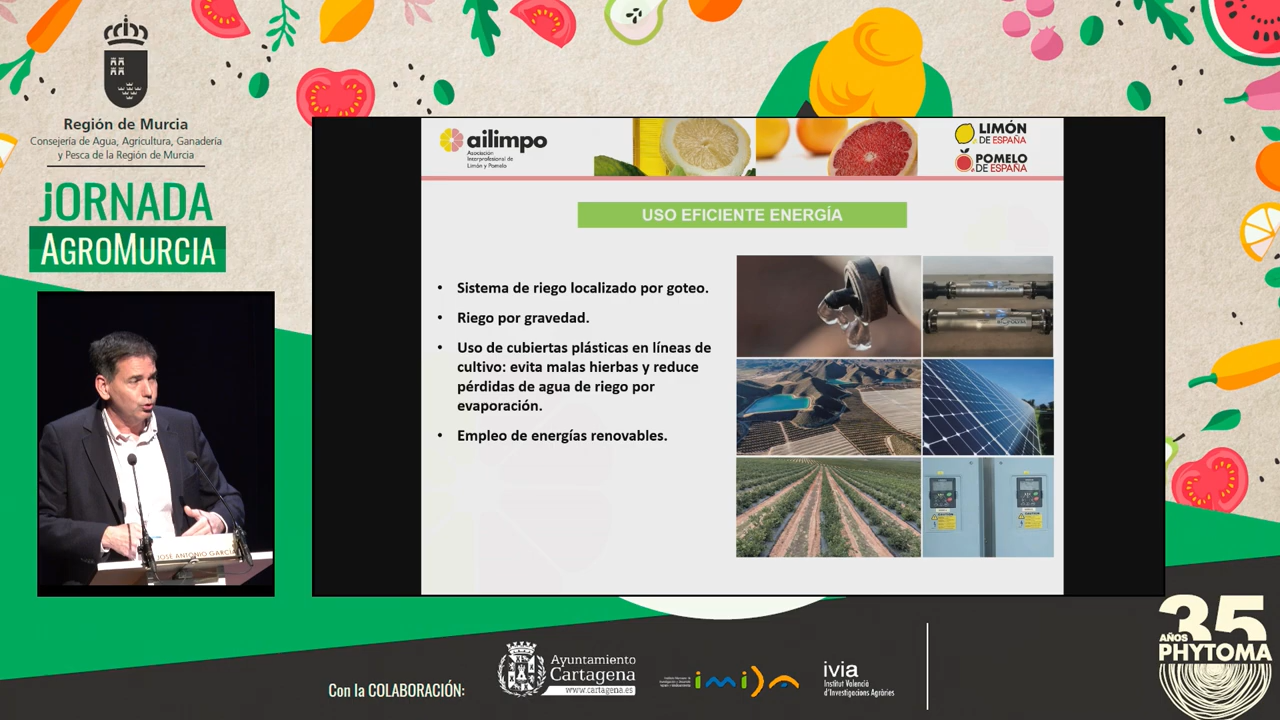 Región de Murcia
Consejería de Agua, Agricultura, Ganadería
y Pesca de la Región de Murcia
jORNADA
AGROMURCIA
ailimpo
Asociación
Interprofesional de
Limón y Pomelo
LIMÓN
DE ESPAÑA
POMELO
DE ESPAÑA
USO EFICIENTE ENERGÍA
• Sistema de riego localizado por goteo.
• Riego por gravedad.
• Uso de cubiertas plásticas en líneas de
cultivo: evita malas hierbas y reduce
pérdidas de agua de riego por
evaporación.
• Empleo de energías renovables.
JOSÉ ANTONIO GARCÍA
Con la COLABORACIÓN:
Ayuntamiento
Cartagena
www.cartagena.es
imida
ivia
Institut Valencià
d'Investigacions Agràries
35
AÑOS
PHYTOMA